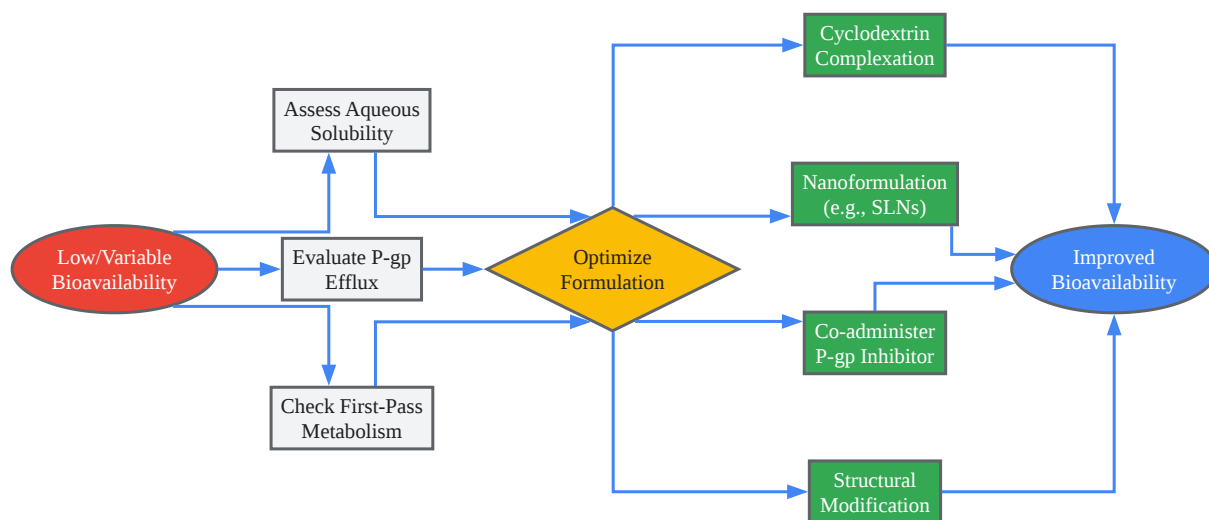 Low/Variable
Bioavailability
Assess Aqueous
Solubility
Evaluate P-gp
Efflux
Check First-Pass
Metabolism
Optimize
Formulation
Cyclodextrin
Complexation
Nanoformulation
(e.g., SLNs)
Co-administer
P-gp Inhibitor
Structural
Modification
Improved
Bioavailability